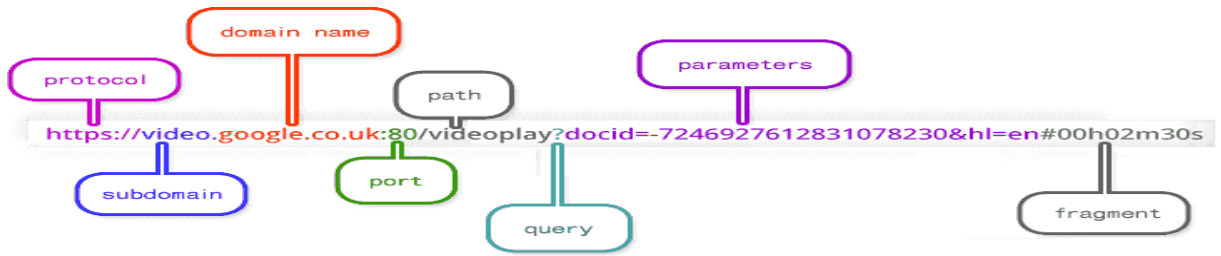 domain name
protocol
path
parameters
https://video.google.co.uk:80/videoplay?docid=-7246927612831078230&hl=en#00h02m30s
subdomain
port
query
fragment